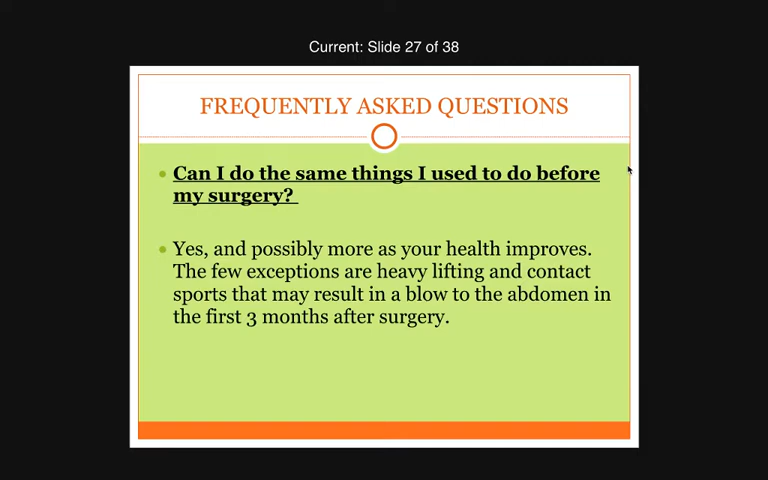 Current: Slide 27 of 38
FREQUENTLY ASKED QUESTIONS
Can I do the same things I used to do before
my surgery?
Yes, and possibly more as your health improves.
The few exceptions are heavy lifting and contact
sports that may result in a blow to the abdomen in
the first 3 months after surgery.